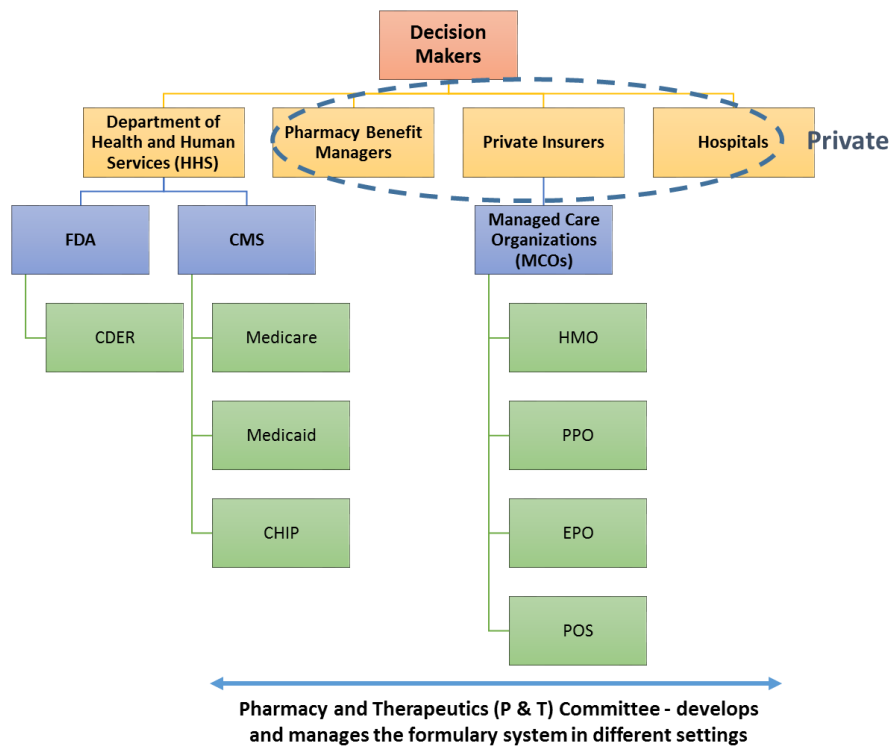 Decision
Makers
Department of
Health and Human
Services (HHS)
Pharmacy Benefit
Managers
Private Insurers
Hospitals
Private
FDA
CMS
Managed Care
Organizations
(MCOs)
CDER
Medicare
HMO
Medicaid
PPO
CHIP
EPO
POS
Pharmacy and Therapeutics (P & T) Committee - develops
and manages the formulary system in different settings